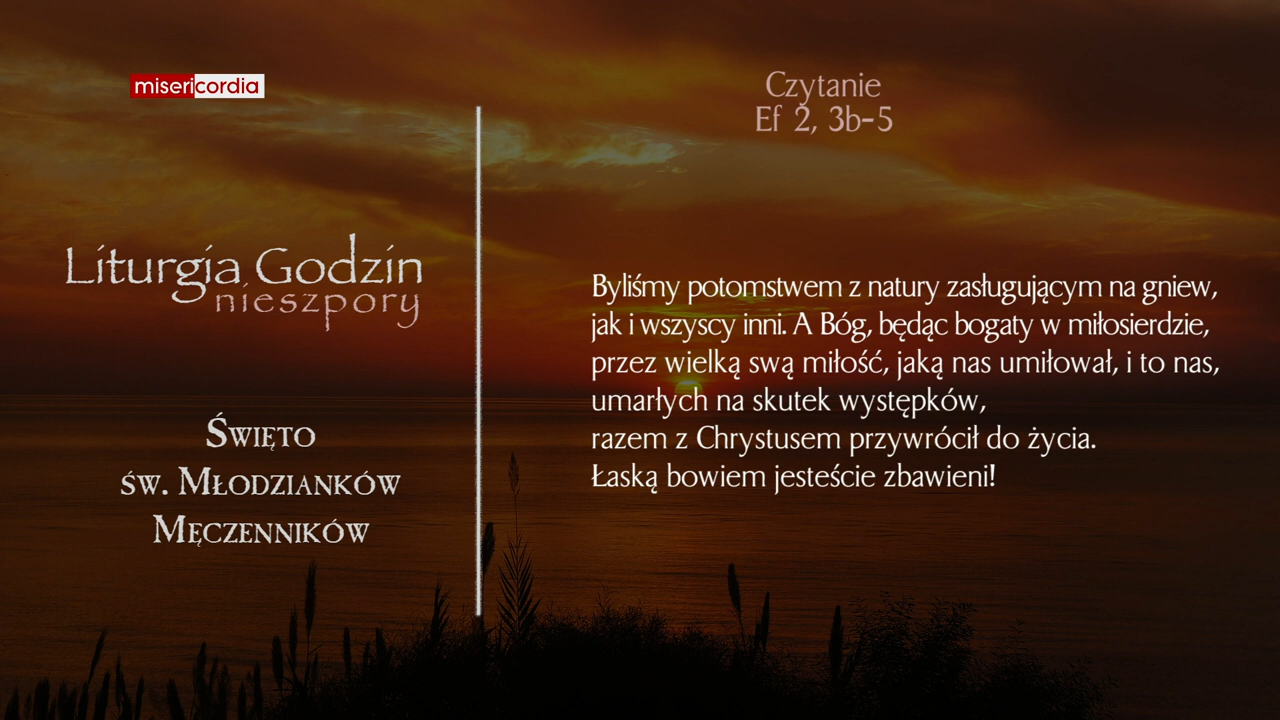 misericordia
Liturgia Godzin
nieszpory
Święto
św. Młodzianków
Męczenników
Czytanie
Ef 2, 3b-5
Byliśmy potomstwem z natury zasługującym na gniew,
jak i wszyscy inni. A Bóg, będąc bogaty w miłosierdzie,
przez wielką swą miłość, jaką nas umiłował, i to nas,
umarłych na skutek występków,
razem z Chrystusem przywrócił do życia.
Łaską bowiem jesteście zbawieni!